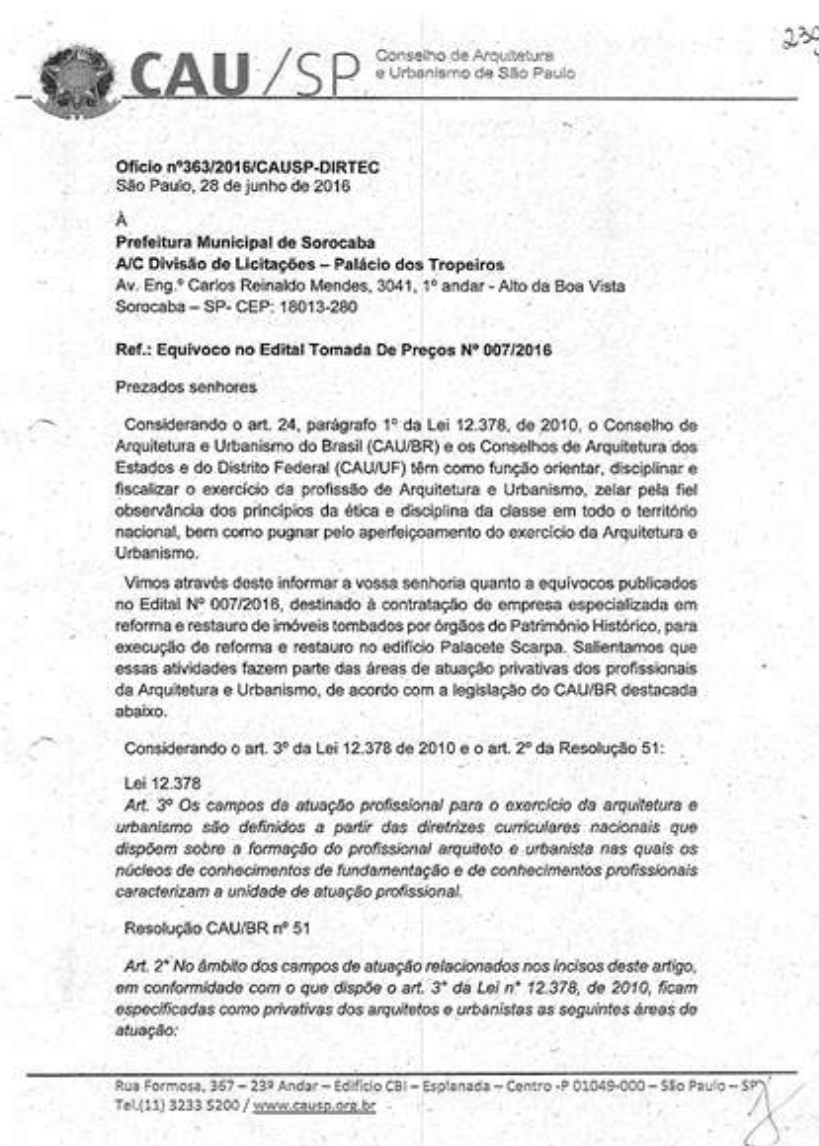 239
CAU/SP Conselho de Arquitetura
e Urbanismo de São Paulo
Ofício nº363/2016/CAUSP-DIRTEC
São Paulo, 28 de junho de 2016
À
Prefeitura Municipal de Sorocaba
A/C Divisão de Licitações – Palácio dos Tropeiros
Av. Eng.º Carlos Reinaldo Mendes, 3041, 1º andar - Alto da Boa Vista
Sorocaba – SP- CEP: 18013-280
Ref.: Equivoco no Edital Tomada De Preços Nº 007/2016
Prezados senhores
Considerando o art. 24, parágrafo 1º da Lei 12.378, de 2010, o Conselho de
Arquitetura e Urbanismo do Brasil (CAU/BR) e os Conselhos de Arquitetura dos
Estados e do Distrito Federal (CAU/UF) têm como função orientar, disciplinar e
fiscalizar o exercício da profissão de Arquitetura e Urbanismo, zelar pela fiel
observância dos princípios da ética e disciplina da classe em todo o território
nacional, bem como pugnar pelo aperfeiçoamento do exercício da Arquitetura e
Urbanismo.
Vimos através deste informar a vossa senhoria quanto a equívocos publicados
no Edital Nº 007/2016, destinado à contratação de empresa especializada em
reforma e restauro de imóveis tombados por órgãos do Patrimônio Histórico, para
execução de reforma e restauro no edifício Palacete Scarpa. Salientamos que
essas atividades fazem parte das áreas de atuação privativas dos profissionais
da Arquitetura e Urbanismo, de acordo com a legislação do CAU/BR destacada
abaixo.
Considerando o art. 3º da Lei 12.378 de 2010 e o art. 2º da Resolução 51:
Lei 12.378
Art. 3º Os campos da atuação profissional para o exercício da arquitetura e
urbanismo são definidos a partir das diretrizes curriculares nacionais que
dispõem sobre a formação do profissional arquiteto e urbanista nas quais os
núcleos de conhecimentos de fundamentação e de conhecimentos profissionais
caracterizam a unidade de atuação profissional.
Resolução CAU/BR nº 51
Art. 2° No âmbito dos campos de atuação relacionados nos incisos deste artigo,
em conformidade com o que dispõe o art. 3° da Lei n° 12.378, de 2010, ficam
especificadas como privativas dos arquitetos e urbanistas as seguintes áreas de
atuação:
Rua Formosa, 367 – 23º Andar – Edifício CBI – Esplanada – Centro -P 01049-000 – São Paulo – SP
Tel.(11) 3233 5200 / www.causp.org.br